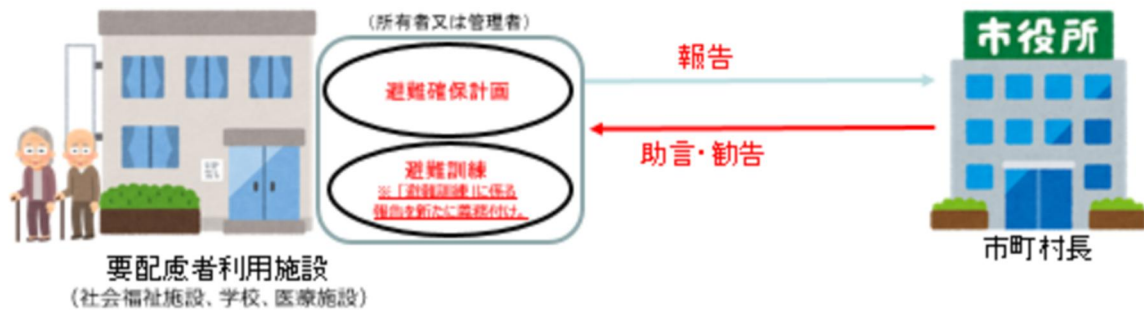 (所有者又は管理者)
避難確保計画
避難訓練
※「避難訓練」に係る
報告を新たに義務付け。
報告
助言・勧告
市役所
市町村長
要配慮者利用施設
(社会福祉施設、学校、医療施設)